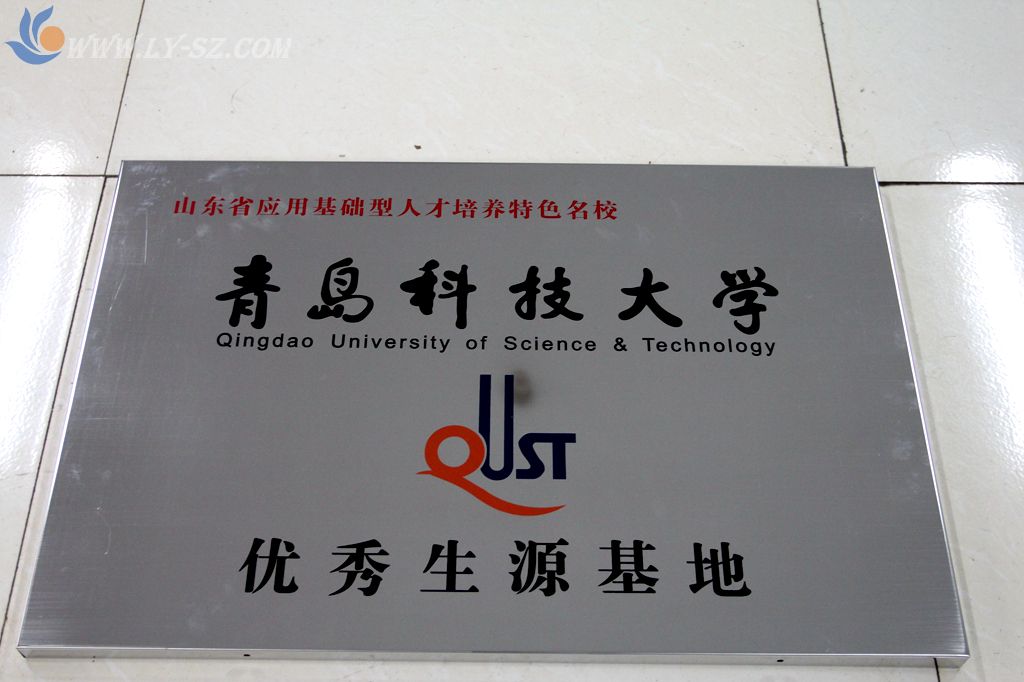 WWW.LY-SZ.COM
山东省应用基础型人才培养特色名校
青岛科技大学
Qingdao University of Science & Technology
QUST
优秀生源基地